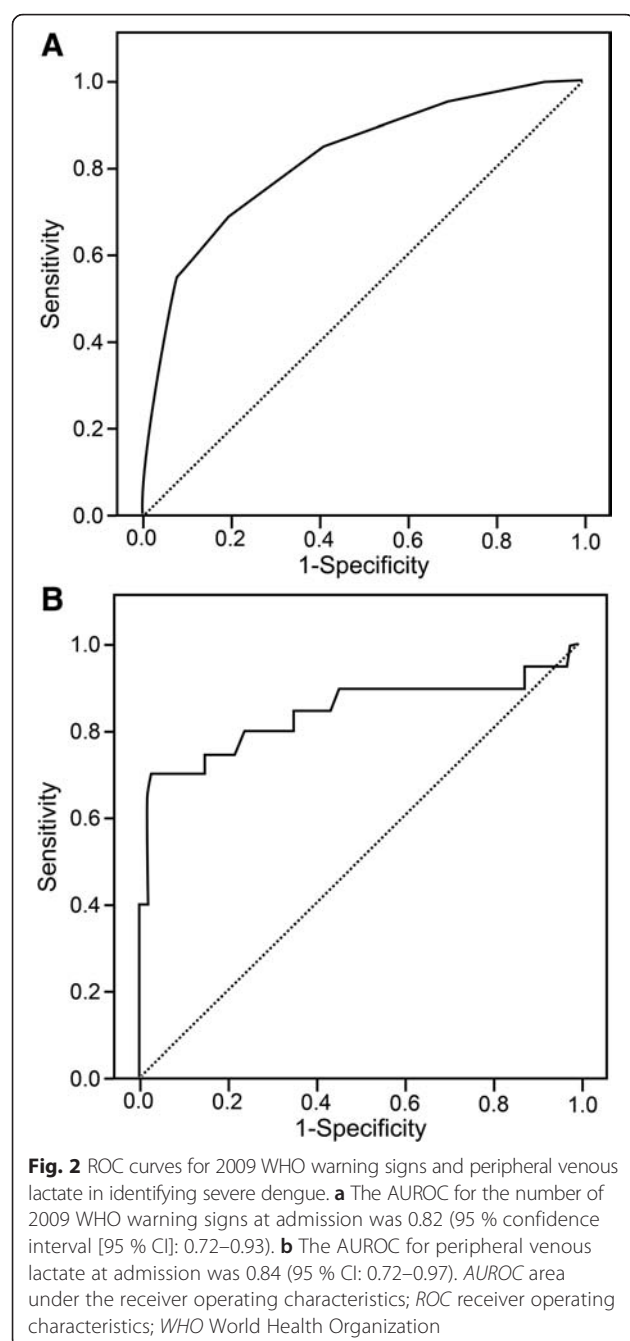 A
1.0
0.8
0.6
0.4
0.2
0.0
Sensitivity
0.0 0.2 0.4 0.6 0.8 1.0
1-Specificity
B
1.0
0.8
0.6
0.4
0.2
0.0
Sensitivity
0.0 0.2 0.4 0.6 0.8 1.0
1-Specificity
Fig. 2 ROC curves for 2009 WHO warning signs and peripheral venous
lactate in identifying severe dengue. a The AUROC for the number of
2009 WHO warning signs at admission was 0.82 (95 % confidence
interval [95 % CI]: 0.72–0.93). b The AUROC for peripheral venous
lactate at admission was 0.84 (95 % CI: 0.72–0.97). AUROC area
under the receiver operating characteristics; ROC receiver operating
characteristics; WHO World Health Organization